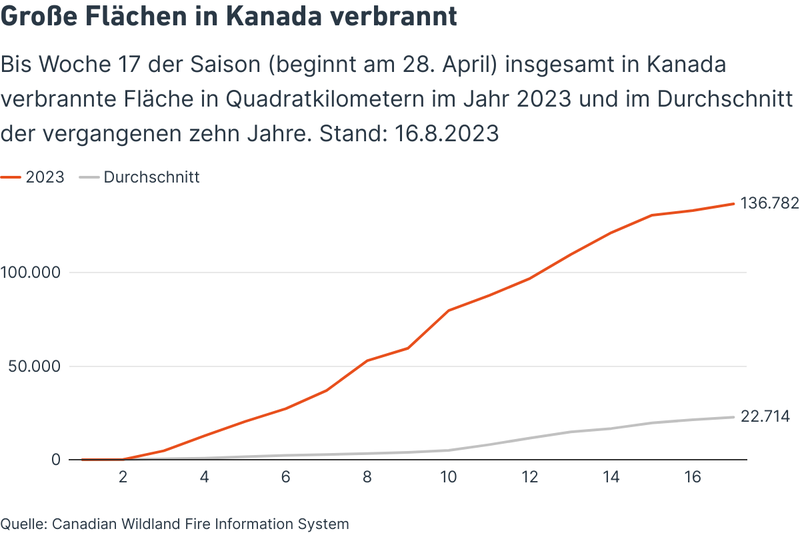 Große Flächen in Kanada verbrannt
Bis Woche 17 der Saison (beginnt am 28. April) insgesamt in Kanada
verbrannte Fläche in Quadratkilometern im Jahr 2023 und im Durchschnitt
der vergangenen zehn Jahre. Stand: 16.8.2023
2023 Durchschnitt
136.782
100.000
50.000
22.714
0
2 4 6 8 10 12 14 16
Quelle: Canadian Wildland Fire Information System